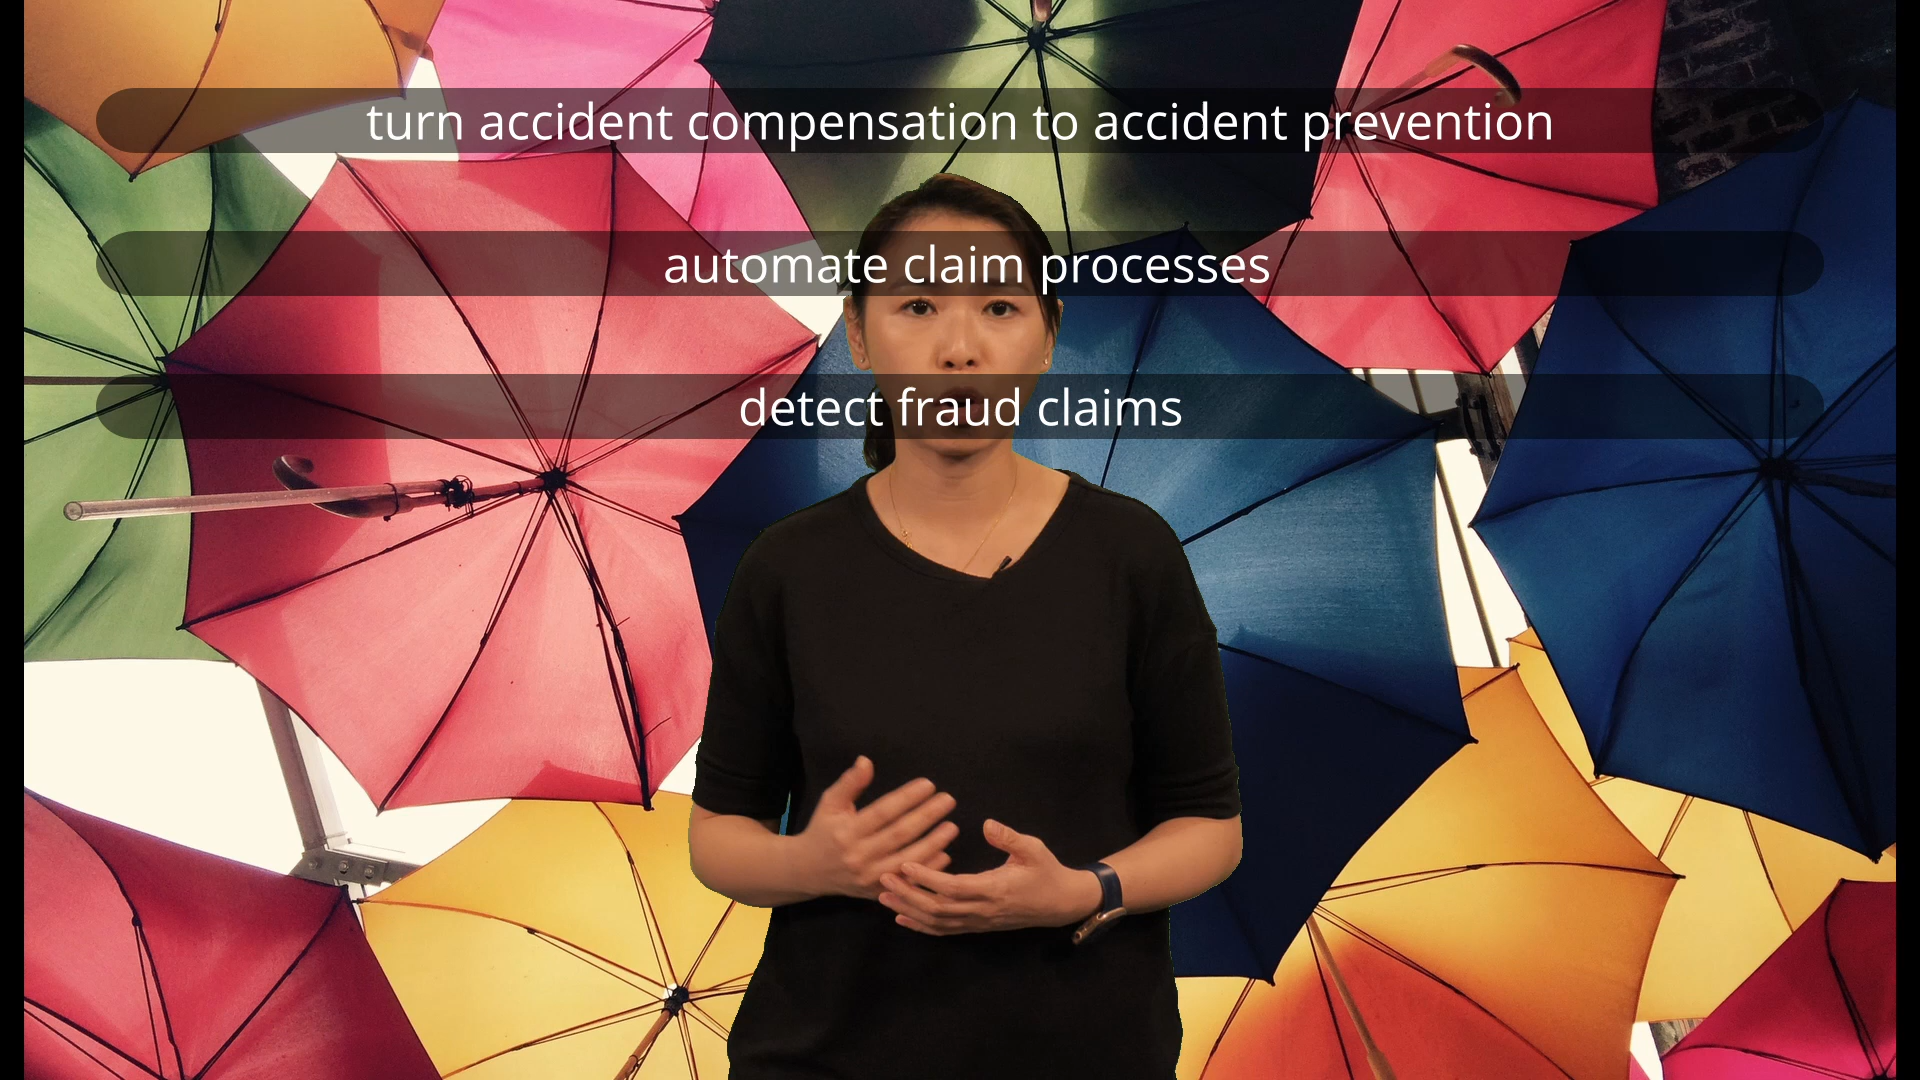 turn accident compensation to accident prevention
automate claim processes
detect fraud claims